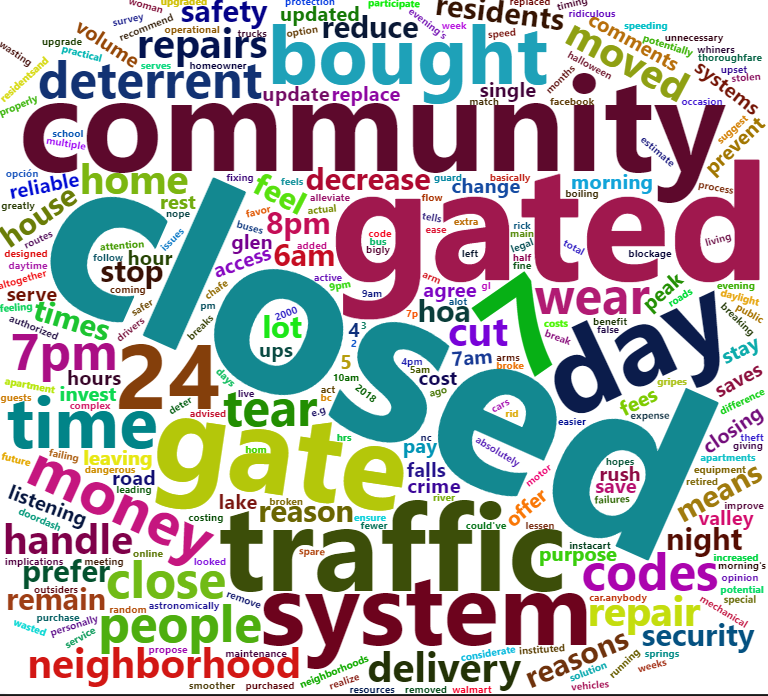 woman
upgraded
protection
participate
replaced
timing
survey
recommend
safety
updated
evening's
week
residents
ridiculous
wasting
upgrade
volume
operational
trucks
option
reduce
speed
comments
speeding
potentially
unnecessary
whiners
practical
repairs
bought
moved
thoroughfare
residentsand
serves
homeowner
deterrent
update
replace
single
months
halloween
systems
upset
stolen
properly
match
facebook
occasion
community
school
multiple
estimate
suggest
prevent
opción
reliable
home
fixing
feels
decrease
guard
basically
change
boiling
morning
process
greatly
house
rest
nope
feel
alleviate
actual
flow
gated
favor
8pm
code
bus
bigly
tells
ease
extra
rick
main
legal
half
fine
total
blockage
living
routes
designed
daytime
altogether
attention
follow
hour
issues
buses
glen
access
added
6am
left
stop
coming
closed
chafe
pm
active
9pm
9am
arm
agree
gl
alot
wear
peak
roads
evening
daylight
public
breaking
serve
feeling
times
authorized
safer
drivers
breaks
2000
lot
ups
4
3
2
7p
hoa
7
costs
break
benefit
false
day
stay
7pm
24
cut
7am
arms
broke
5
4pm
5am
10am
2018
cost
ago
apartment
hours
guests
invest
complex
days
live
act
bc
e.g
fees
gripes
expense
saves
difference
deter
advised
tear
cars
rid
easier
closing
theft
giving
time
gate
hom
hrs
nc
pay
absolutely
future
failing
leaving
dangerous
money
road
leading
falls
crime
river
motor
hopes
rush
save
failures
apartments
equipment
retired
means
listening
doordash
lake
broken
costing
reason
ensure
fewer
offer
could've
lessen
improve
valley
handle
traffic
instacart
purpose
night
implications
meeting
online
looked
spare
increased
morning's
prefer
close
codes
opinion
outsiders
remain
random
astronomically
remove
system
car.anybody
potential
special
purchase
personally
wasted
service
people
repair
mechanical
security
propose
maintenance
considerate
instituted
reasons
springs
neighborhood
neighborhoods
delivery
solution
running
weeks
smoother
purchased
realize
resources
removed
walmart
vehicles